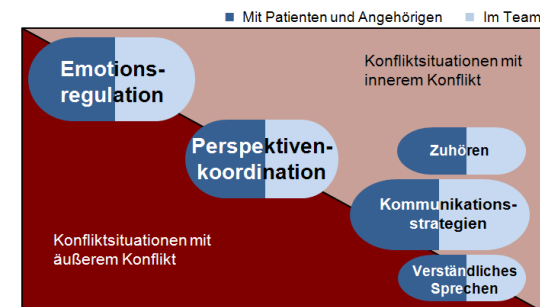 Mit Patienten und Angehörigen Im Team
Konfliktsituationen mit
innerem Konflikt
Emotions-
regulation
Perspektiven-
koordination
Zuhören
Kommunikations-
strategien
Verständliches
Sprechen
Konfliktsituationen mit
äußerem Konflikt